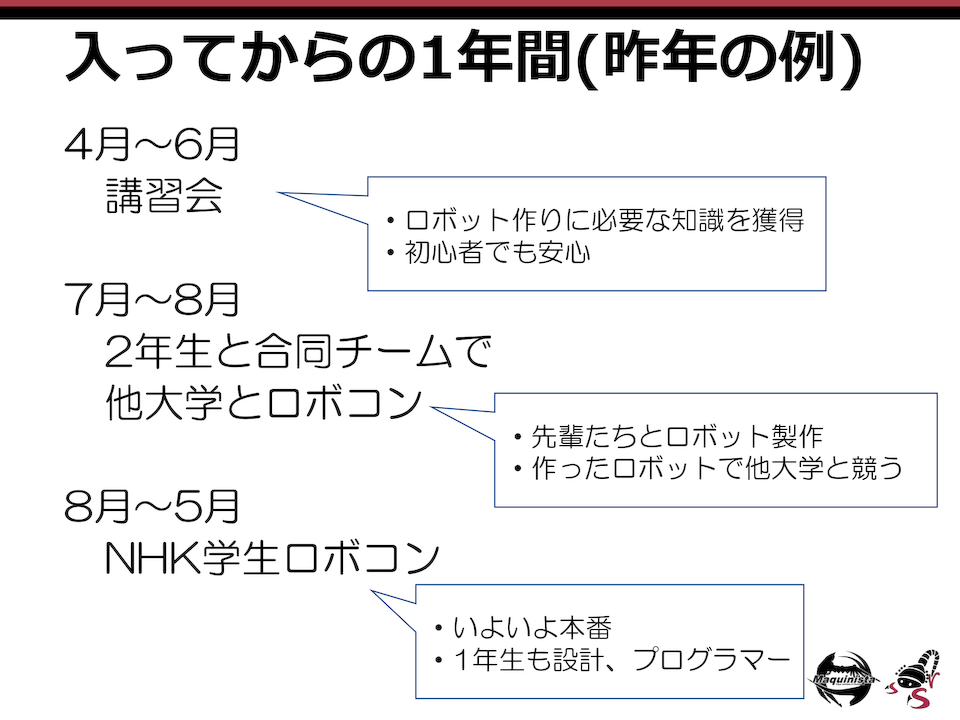 入ってからの1年間(昨年の例)
4月～6月
講習会
・ロボット作りに必要な知識を獲得
・初心者でも安心
7月～8月
2年生と合同チームで
他大学とロボコン
・先輩たちとロボット製作
・作ったロボットで他大学と競う
8月～5月
NHK学生ロボコン
・いよいよ本番
・1年生も設計、プログラマー
Maquinista